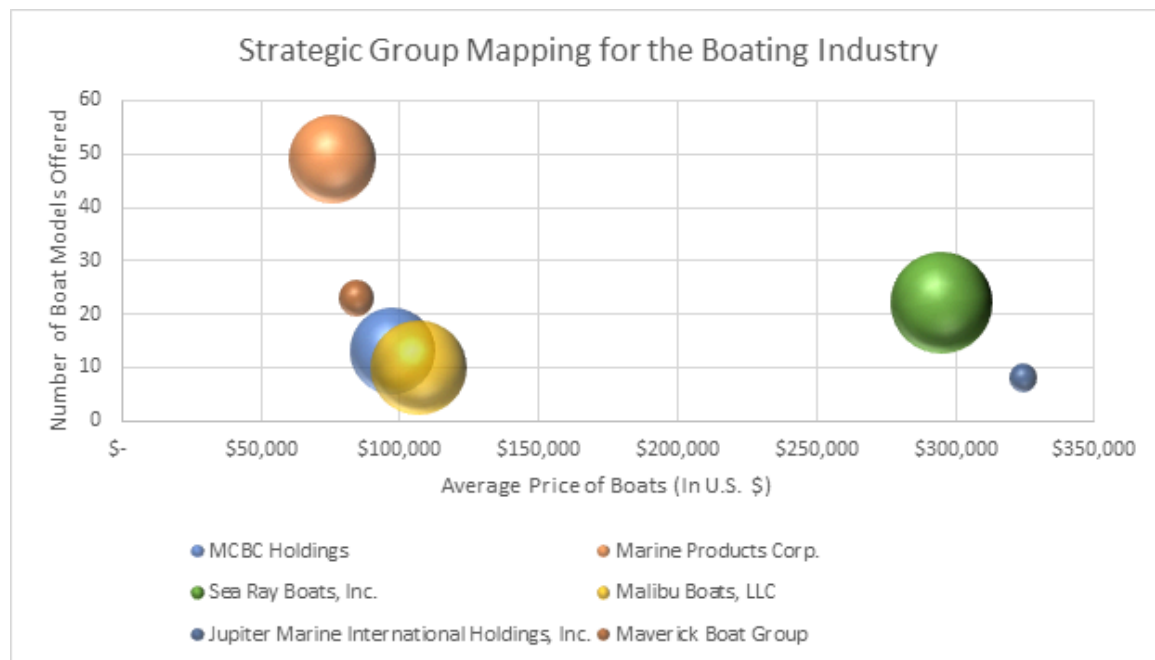 Strategic Group Mapping for the Boating Industry
Number of Boat Models Offered
60
50
40
30
20
10
0
$- $50,000 $100,000 $150,000 $200,000 $250,000 $300,000 $350,000
Average Price of Boats (In U.S. $)
MCBC Holdings Marine Products Corp.
Sea Ray Boats, Inc. Malibu Boats, LLC
Jupiter Marine International Holdings, Inc. Maverick Boat Group